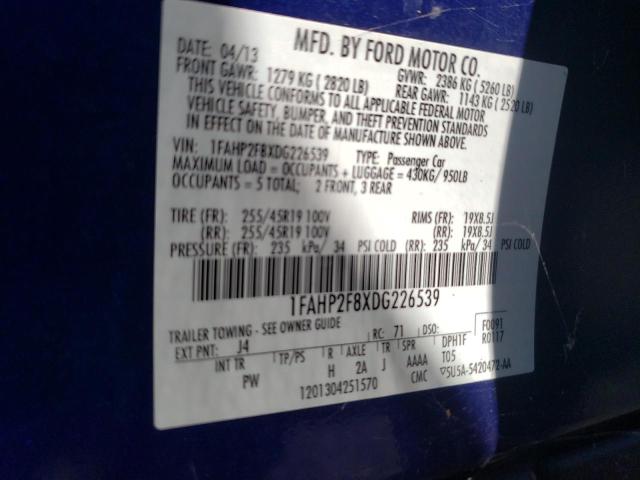 MFD. BY FORD MOTOR CO.
DATE: 04/13 GVWR: 2386 KG (5260 LB)
FRONT GAWR: 1279 KG (2820 LB) REAR GAWR: 1143 KG (2520 LB)
THIS VEHICLE CONFORMS TO ALL APPLICABLE FEDERAL MOTOR
VEHICLE SAFETY, BUMPER, AND THEFT PREVENTION STANDARDS
IN EFFECT ON THE DATE OF MANUFACTURE SHOWN ABOVE.
VIN: 1FAHP2F8XDG226539 TYPE: Passenger Car
MAXIMUM LOAD = OCCUPANTS + LUGGAGE = 430KG/950LB
OCCUPANTS = 5 TOTAL; 2 FRONT, 3 REAR
TIRE (FR): 255/45R19 100V RIMS (FR): 19X8.5J
(RR): 255/45R19 100V (RR): 19X8.5J
PRESSURE (FR): 235 kPa/ 34 PSI COLD (RR): 235 kPa/34 PSI COLD
1FAHP2F8XDG226539
TRAILER TOWING - SEE OWNER GUIDE
RC: 71 DSO: F0091
EXT PNT: J4 R0117
INT TR TP/PS R AXLE TR SPR DPH1F
PW H 2A J AAAA T05
CMC 5U5A-5420472-AA
1201304251570